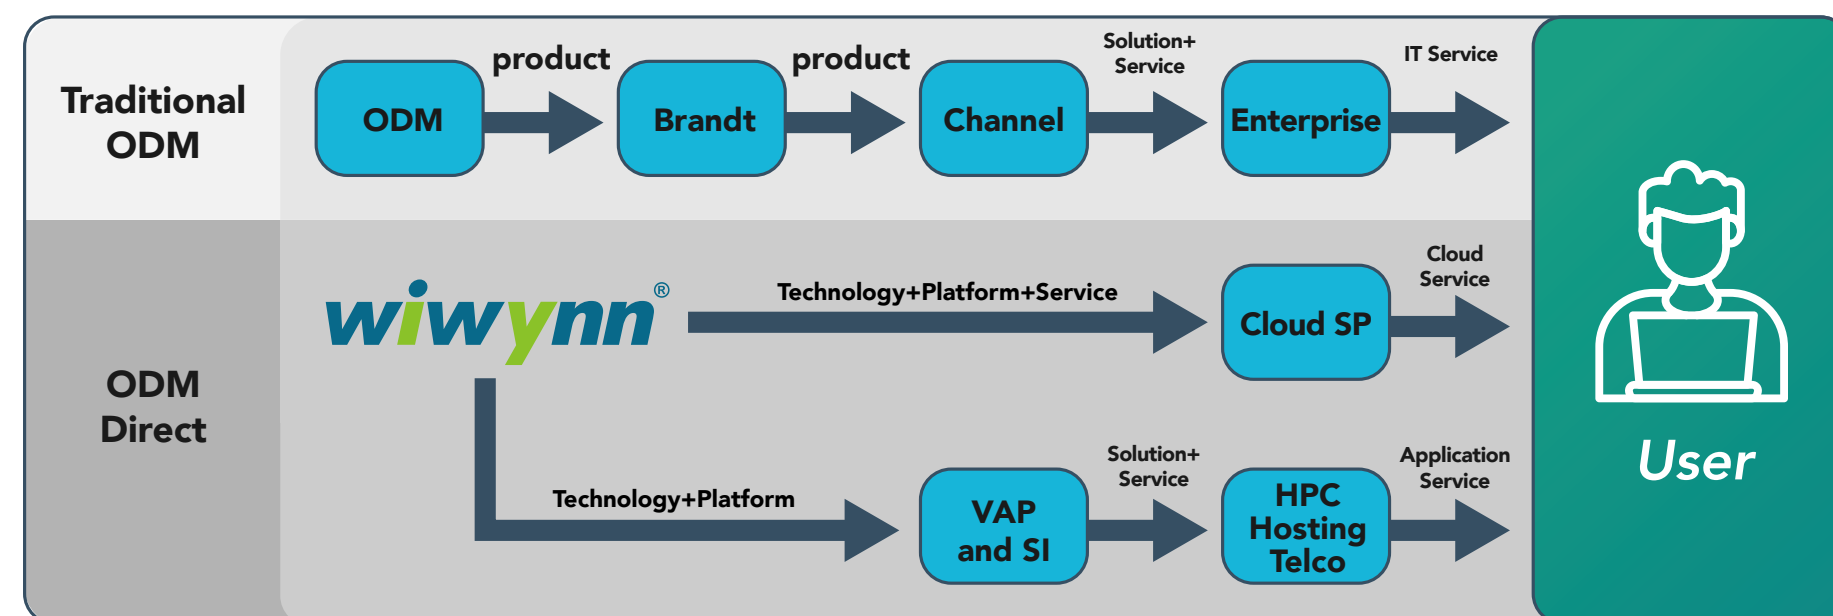 Traditional
ODM
ODM
product
Brandt
product
Channel
Solution+
Service
Enterprise
IT Service
ODM
Direct
wiwynn®
Technology+Platform+Service
Cloud SP
Cloud
Service
Technology+Platform
VAP
and SI
Solution+
Service
HPC
Hosting
Telco
Application
Service
User